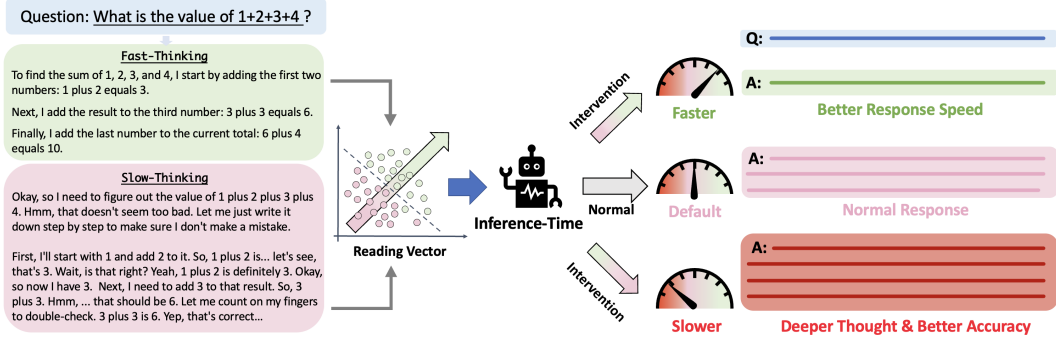 Question: What is the value of 1+2+3+4 ?
Fast-Thinking
To find the sum of 1, 2, 3, and 4, I start by adding the first two
numbers: 1 plus 2 equals 3.
Next, I add the result to the third number: 3 plus 3 equals 6.
Finally, I add the last number to the current total: 6 plus 4
equals 10.
Slow-Thinking
Okay, so I need to figure out the value of 1 plus 2 plus 3 plus
4. Hmm, that doesn't seem too bad. Let me just write it
down step by step to make sure I don't make a mistake.
First, I'll start with 1 and add 2 to it. So, 1 plus 2 is... let's see,
that's 3. Wait, is that right? Yeah, 1 plus 2 is definitely 3. Okay,
so now I have 3. Next, I need to add 3 to that result. So, 3
plus 3. Hmm, ... that should be 6. Let me count on my fingers
to double-check. 3 plus 3 is 6. Yep, that's correct...
Reading Vector
Inference-Time
Intervention
Normal
Intervention
Faster
Default
Slower
Q:
A:
Better Response Speed
A:
Normal Response
A:
Deeper Thought & Better Accuracy